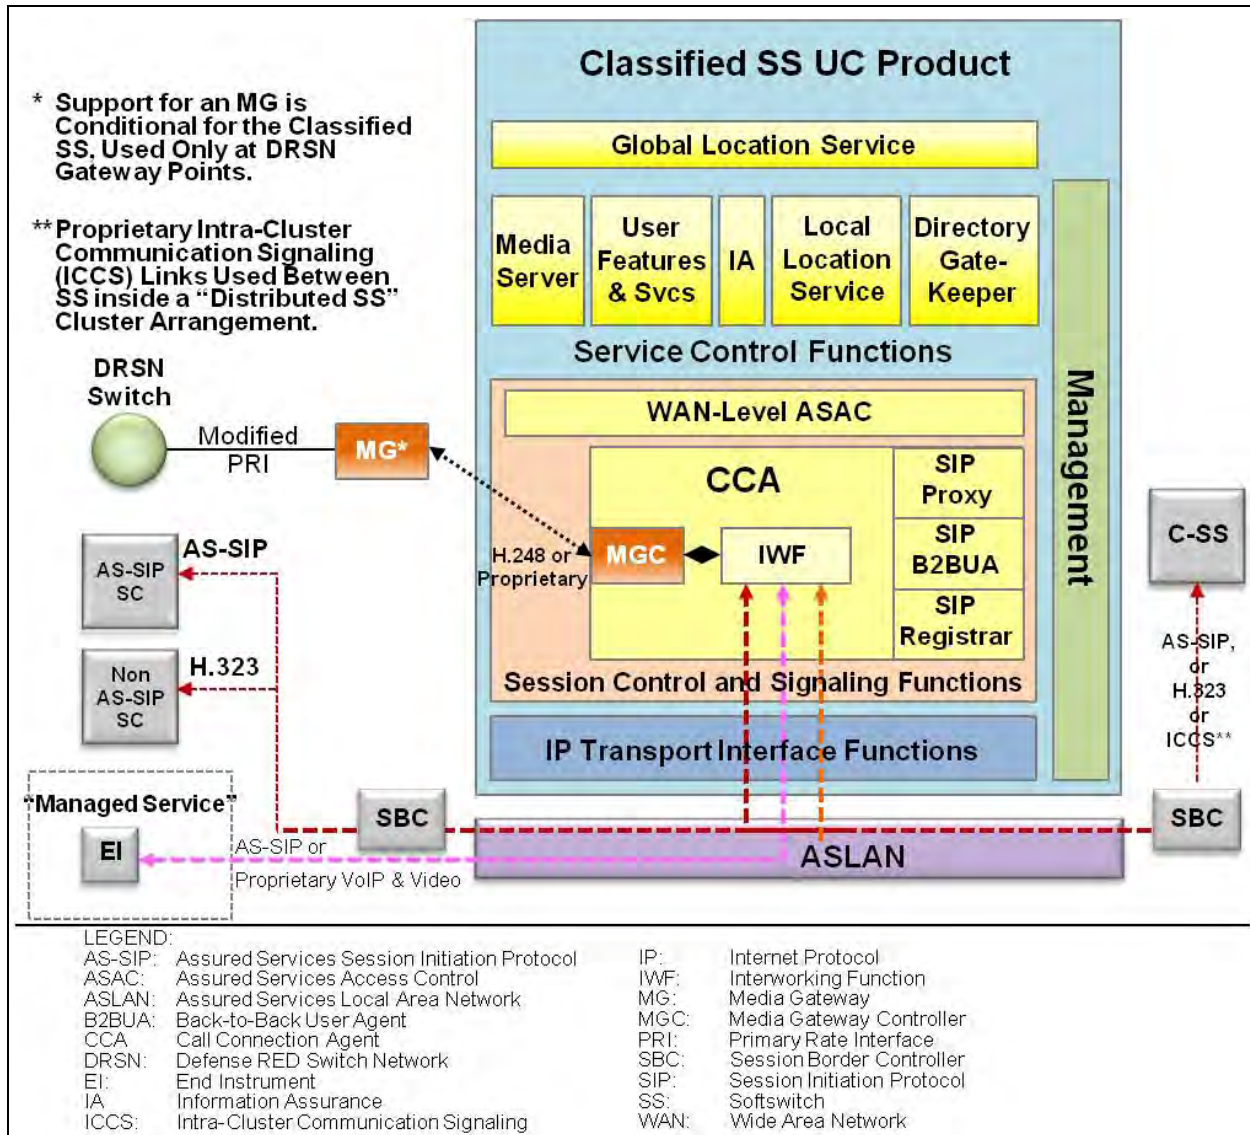 Classified SS UC Product
* Support for an MG is
Conditional for the Classified
SS, Used Only at DRSN
Gateway Points.
** Proprietary Intra-Cluster
Communication Signaling
(ICCS) Links Used Between
SS inside a “Distributed SS”
Cluster Arrangement.
Global Location Service
Media
Server
User
Features
& Svcs
IA
Local
Location
Service
Directory
Gate-
Keeper
Service Control Functions
Management
WAN-Level ASAC
CCA
SIP
Proxy
SIP
B2BUA
SIP
Registrar
MGC
IWF
Session Control and Signaling Functions
IP Transport Interface Functions
DRSN
Switch
Modified
PRI
MG*
H.248 or
Proprietary
AS-SIP
SC
AS-SIP
Non
AS-SIP
SC
H.323
C-SS
AS-SIP,
or
H.323
or
ICCS**
“Managed Service”
EI
SBC
AS-SIP or
Proprietary VoIP & Video
ASLAN
SBC
LEGEND:
AS-SIP: Assured Services Session Initiation Protocol
ASAC: Assured Services Access Control
ASLAN: Assured Services Local Area Network
B2BUA: Back-to-Back User Agent
CCA Call Connection Agent
DRSN: Defense RED Switch Network
EI: End Instrument
IA Information Assurance
ICCS: Intra-Cluster Communication Signaling
IP: Internet Protocol
IWF: Interworking Function
MG: Media Gateway
MGC: Media Gateway Controller
PRI: Primary Rate Interface
SBC: Session Border Controller
SIP: Session Initiation Protocol
SS: Softswitch
WAN: Wide Area Network